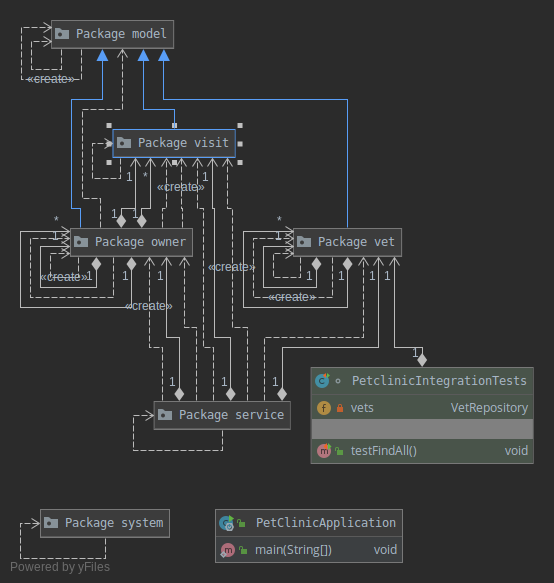 Package model
«create»
Package visit
1
*
1
«create»
1 1
*
1
Package owner
*
1
Package vet
«create»
1
1
1
«create»
1
1
1
1
«create»
«create»
1
1
1
1
PetclinicIntegrationTests
vets VetRepository
testFindAll() void
Package service
Package system
PetClinicApplication
main(String[]) void
Powered by yFiles